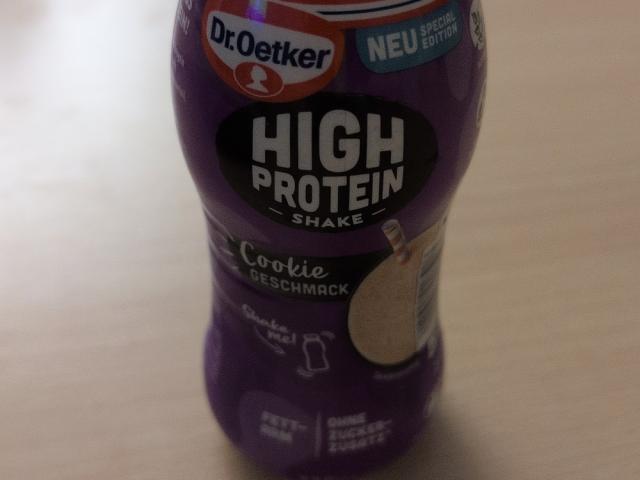 Dr.Oetker
NEU SPECIAL
EDITION
HIGH
PROTEIN
SHAKE
Cookie
GESCHMACK
Shake
me!
FETT-
ARM
OHNE
ZUCKER-
ZUSATZ